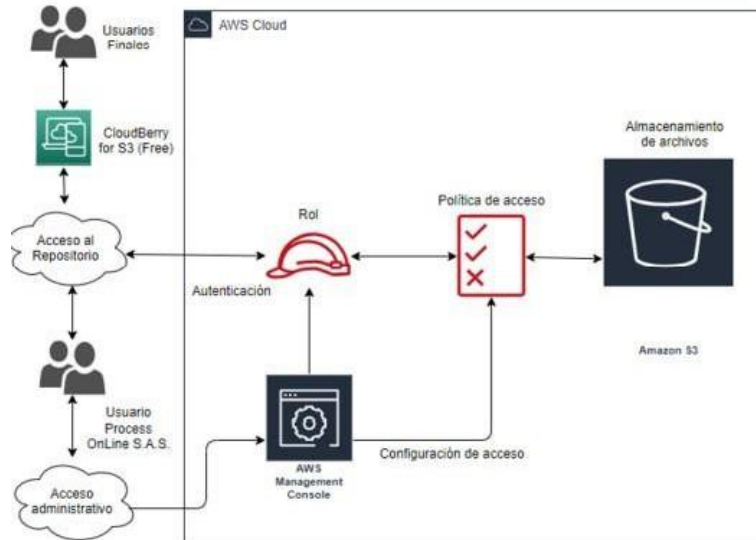 Usuarios
Finales
AWS Cloud
CloudBerry
for S3 (Free)
Almacenamiento
de archivos
Rol
Política de acceso
Acceso al
Repositorio
Autenticación
Amazon S3
Usuario
Process
OnLine S.A.S.
Configuración de acceso
AWS
Management
Console
Acceso
administrativo